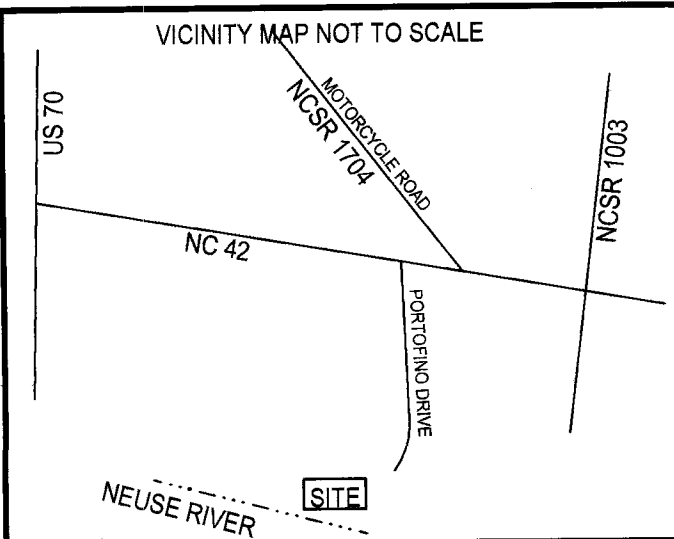 VICINITY MAP NOT TO SCALE
US 70
MOTORCYCLE ROAD
NCSR 1704
NCSR 1003
NC 42
PORTOFINO DRIVE
SITE
NEUSE RIVER